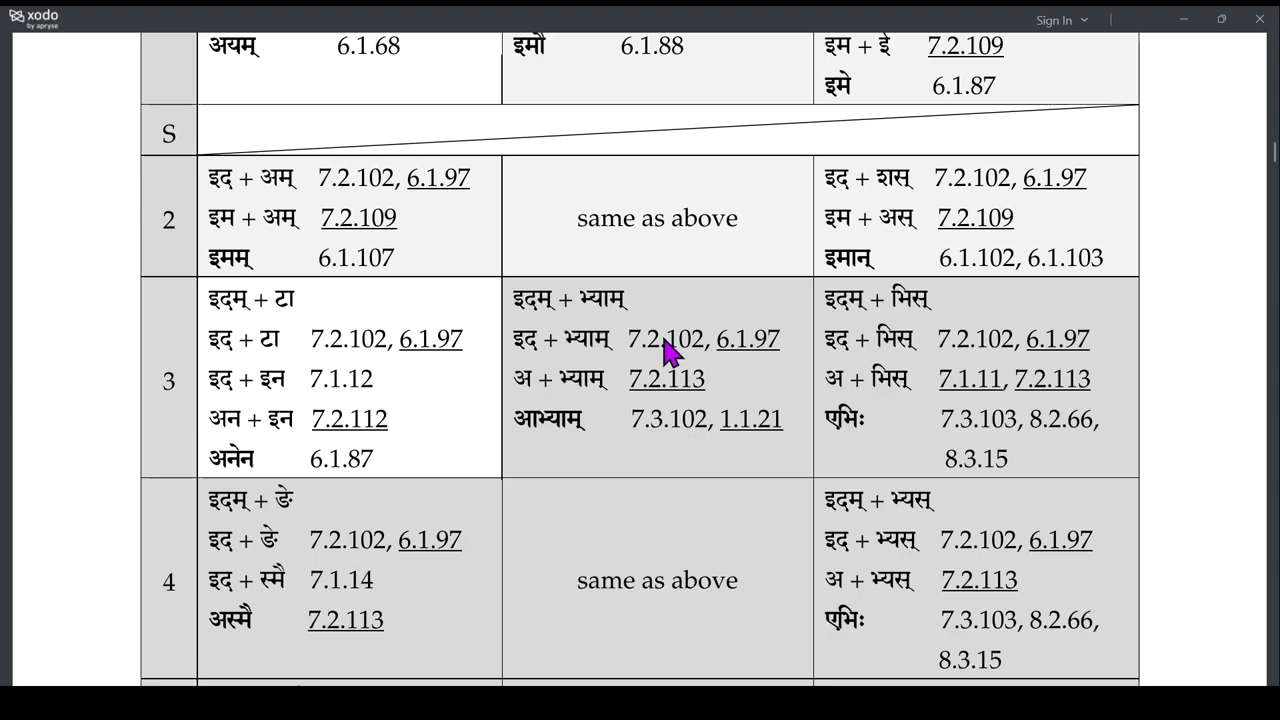 xodo
by apryse
Sign In
अयम् 6.1.68
इमौ 6.1.88
इम + ई 7.2.109
इमे 6.1.87
S
2
इद + अम् 7.2.102, 6.1.97
इम + अम् 7.2.109
इमम् 6.1.107
same as above
इद + शस् 7.2.102, 6.1.97
इम + अस् 7.2.109
इमान् 6.1.102, 6.1.103
3
इदम् + टा
इद + टा 7.2.102, 6.1.97
इद + इन 7.1.12
अन + इन 7.2.112
अनेन 6.1.87
इदम् + भ्याम्
इद + भ्याम् 7.2.102, 6.1.97
अ + भ्याम् 7.2.113
आभ्याम् 7.3.102, 1.1.21
इदम् + भिस्
इद + भिस् 7.2.102, 6.1.97
अ + भिस् 7.1.11, 7.2.113
एभिः 7.3.103, 8.2.66,
8.3.15
4
इदम् + ङे
इद + ङे 7.2.102, 6.1.97
इद + स्मै 7.1.14
अस्मै 7.2.113
same as above
इदम् + भ्यस्
इद + भ्यस् 7.2.102, 6.1.97
अ + भ्यस् 7.2.113
एभिः 7.3.103, 8.2.66,
8.3.15